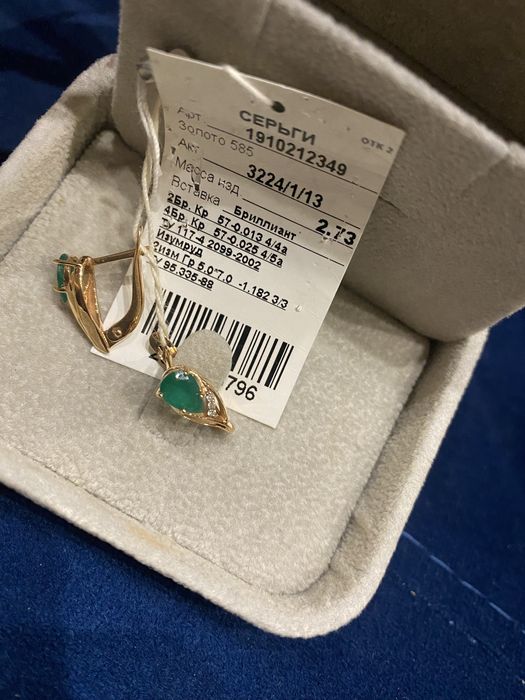 СЕРЬГИ
ОТК 2
Арт. 1910212349
Золото 585
Акт. 3224/1/13
Масса изд. 2.73
Вставка Бриллиант
2Бр. Кр 57-0.013 4/4а
4Бр. Кр 57-0.025 4/5а
ТУ 117-4 2099-2002
Изумруд
2изм Гр 5.0*7.0 -1.182 3/3
ТУ 95.335-88
796